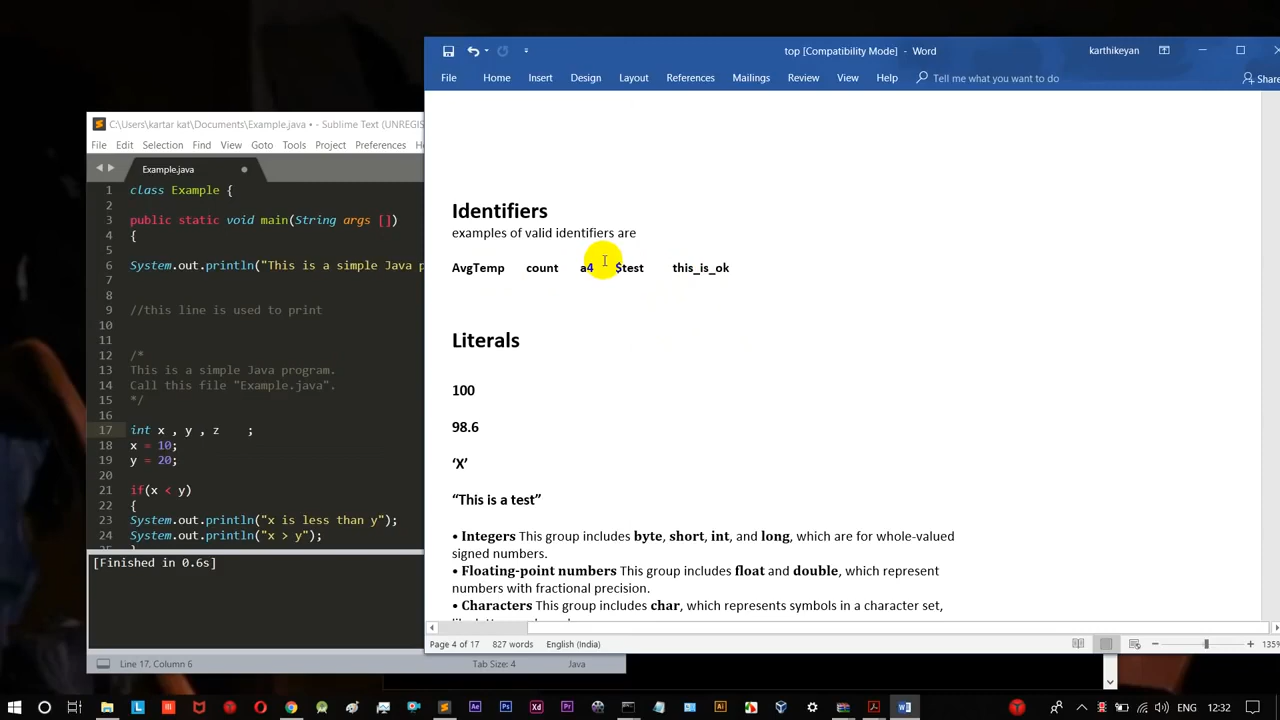 top [Compatibility Mode] - Word
karthikeyan
File Home Insert Design Layout References Mailings Review View Help Tell me what you want to do Share
C:\Users\kartar kat\Documents\Example.java • - Sublime Text (UNREGIS
File Edit Selection Find View Goto Tools Project Preferences
Example.java
1 class Example {
2
3 public static void main(String args [])
4 {
5
6 System.out.println("This is a simple Java p
7
8
9 //this line is used to print
10
11
12 /*
13 This is a simple Java program.
14 Call this file "Example.java".
15 */
16
17 int x , y , z ;
18 x = 10;
19 y = 20;
20
21 if(x < y)
22 {
23 System.out.println("x is less than y");
24 System.out.println("x > y");
[Finished in 0.6s]
Line 17, Column 6
Tab Size: 4
Java
Identifiers
examples of valid identifiers are
AvgTemp count a4 $test this_is_ok
Literals
100
98.6
‘X’
“This is a test”
• Integers This group includes byte, short, int, and long, which are for whole-valued
signed numbers.
• Floating-point numbers This group includes float and double, which represent
numbers with fractional precision.
• Characters This group includes char, which represents symbols in a character set,
Page 4 of 17 827 words English (India)
135%
12:32